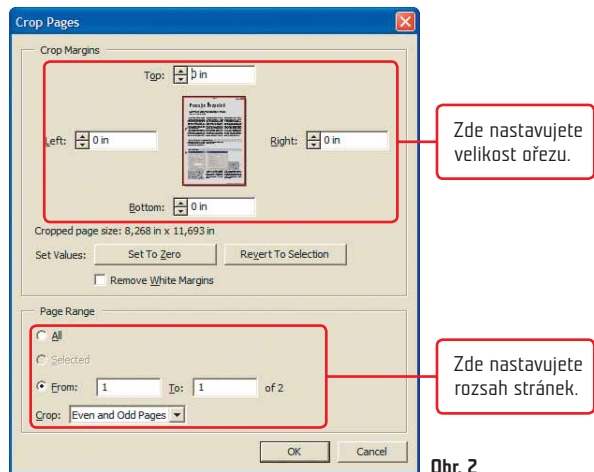 Crop Pages
Crop Margins
Top: 0 in
Left: 0 in
Right: 0 in
Bottom: 0 in
Cropped page size: 8,268 in x 11,693 in
Set Values: Set To Zero Revert To Selection
Remove White Margins
Page Range
All
Selected
From: 1 To: 1 of 2
Crop: Even and Odd Pages
OK Cancel
Zde nastavujete
velikost ořezu.
Zde nastavujete
rozsah stránek.
Obr. 2